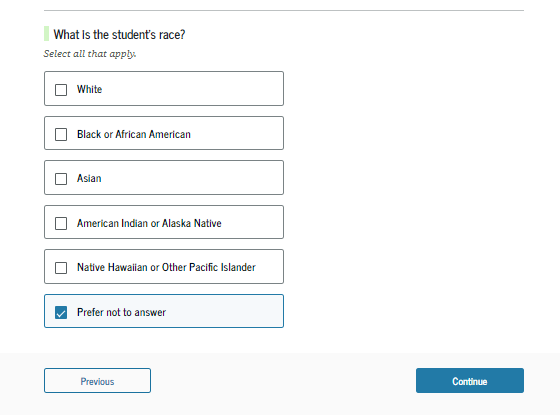 What is the student's race?
Select all that apply.
White
Black or African American
Asian
American Indian or Alaska Native
Native Hawaiian or Other Pacific Islander
Prefer not to answer
Previous
Continue